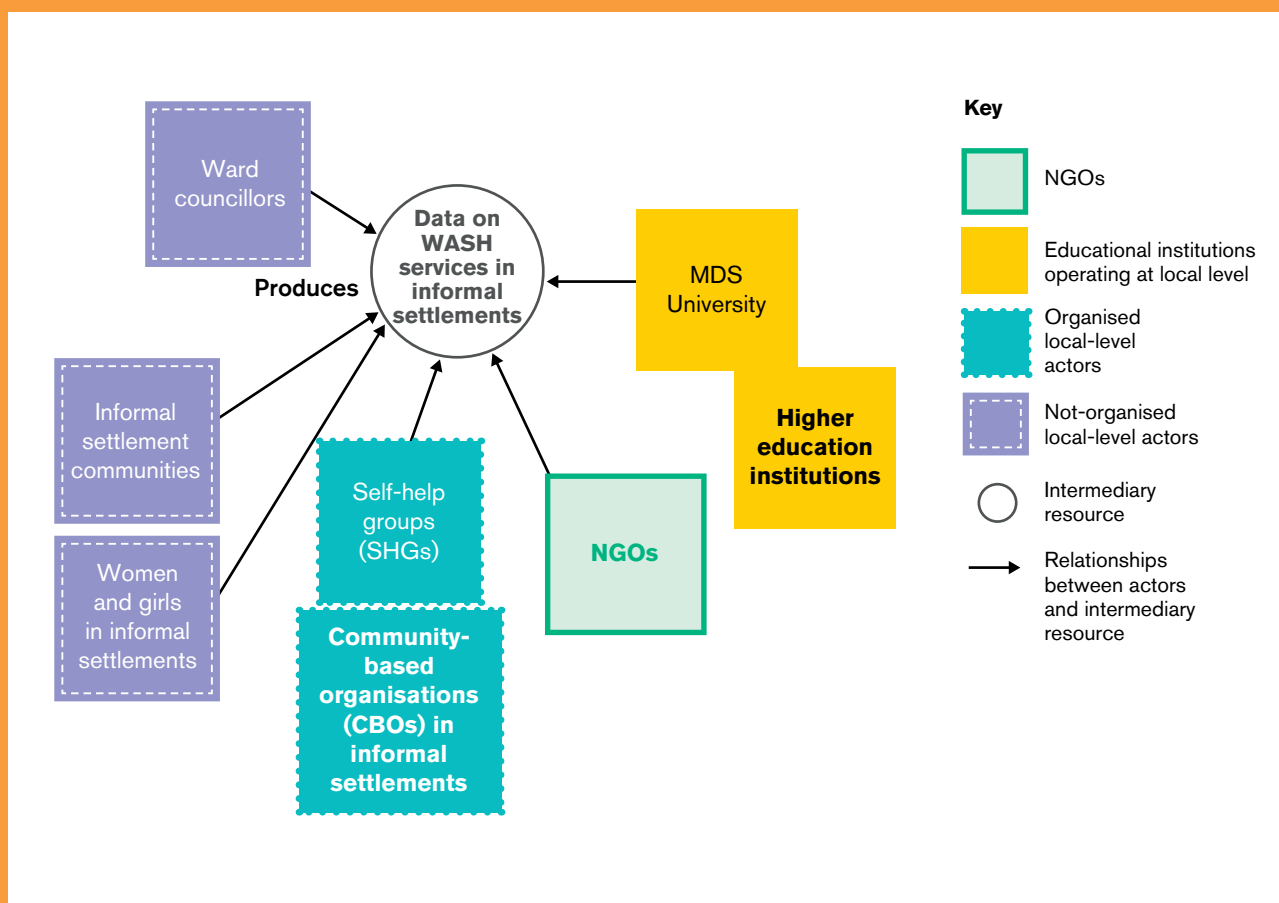 Ward
councillors
Data on
WASH
services in
informal
settlements
Produces
MDS
University
Higher
education
institutions
Informal
settlement
communities
Women
and girls
in informal
settlements
Self-help
groups
(SHGs)
Community-
based
organisations
(CBOs) in
informal
settlements
NGOs
Key
NGOs
Educational institutions
operating at local level
Organised
local-level
actors
Not-organised
local-level actors
Intermediary
resource
Relationships
between actors
and intermediary
resource